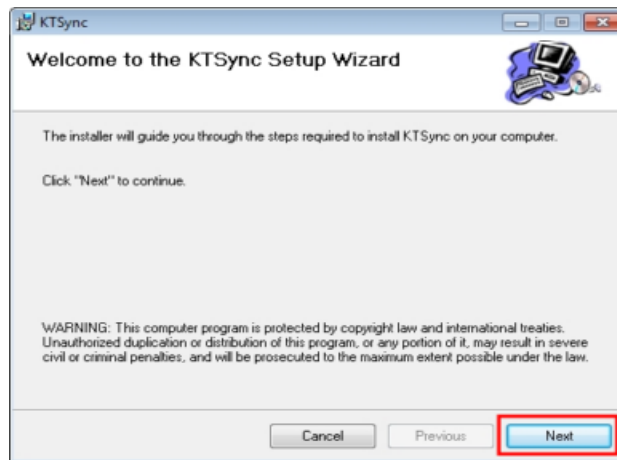 KTSync
Welcome to the KTSync Setup Wizard
The installer will guide you through the steps required to install KTSync on your computer.
Click "Next" to continue.
WARNING: This computer program is protected by copyright law and international treaties.
Unauthorized duplication or distribution of this program, or any portion of it, may result in severe
civil or criminal penalties, and will be prosecuted to the maximum extent possible under the law.
Cancel
Previous
Next